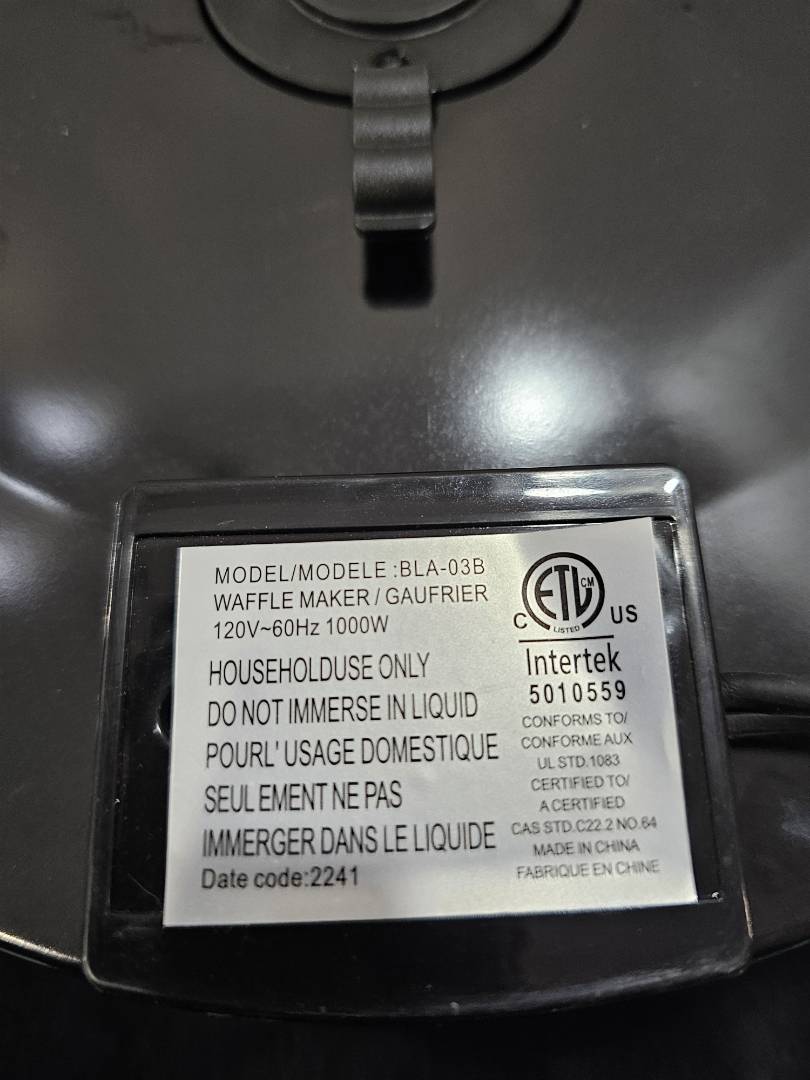 MODEL/MODELE :BLA-03B
WAFFLE MAKER / GAUFRIER
120V~60Hz 1000W
HOUSEHOLDUSE ONLY
DO NOT IMMERSE IN LIQUID
POURL' USAGE DOMESTIQUE
SEULEMENT NE PAS
IMMERGER DANS LE LIQUIDE
Date code:2241
ETL CM
LISTED
C US
Intertek
5010559
CONFORMS TO/
CONFORME AUX
UL STD.1083
CERTIFIED TO/
A CERTIFIED
CAS STD.C22.2 NO.64
MADE IN CHINA
FABRIQUE EN CHINE